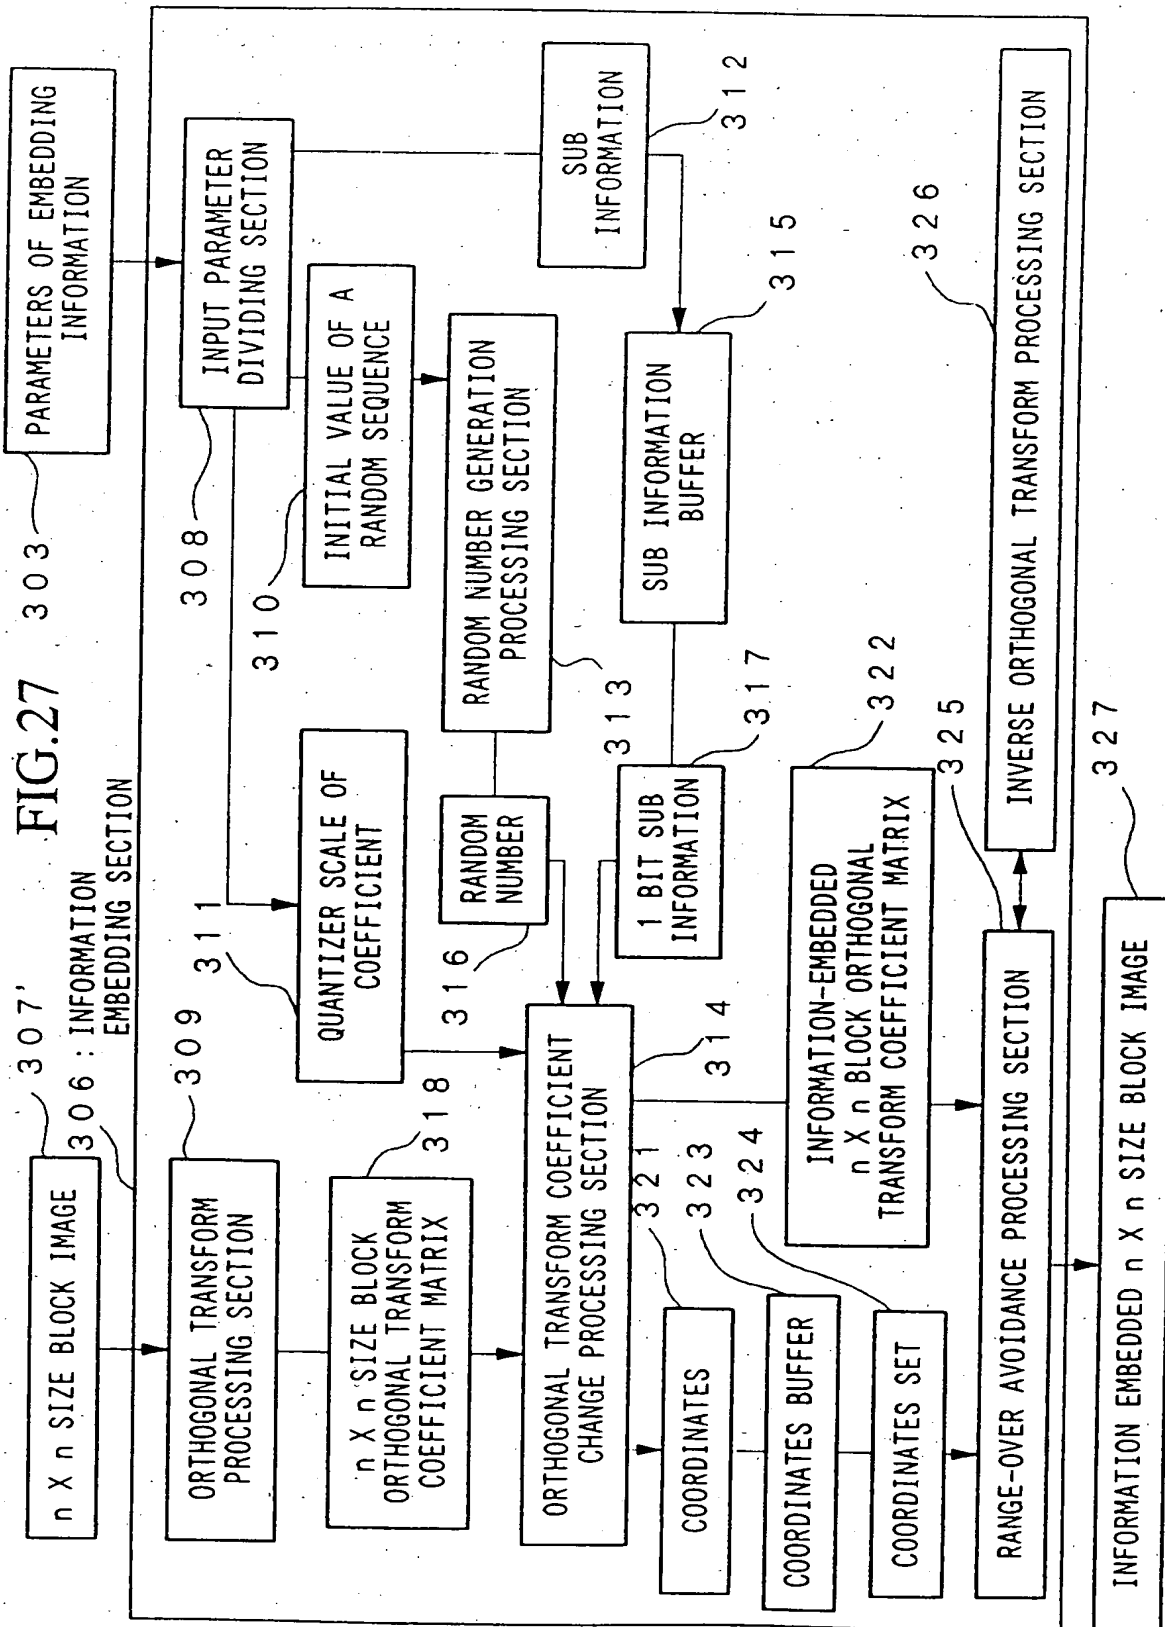 FIG.27
n X n SIZE BLOCK IMAGE
307'
306 : INFORMATION
EMBEDDING SECTION
PARAMETERS OF EMBEDDING
INFORMATION
303
ORTHOGONAL TRANSFORM
PROCESSING SECTION
309
INPUT PARAMETER
DIVIDING SECTION
308
n X n SIZE BLOCK
ORTHOGONAL TRANSFORM
COEFFICIENT MATRIX
318
QUANTIZER SCALE OF
COEFFICIENT
311
INITIAL VALUE OF A
RANDOM SEQUENCE
310
SUB
INFORMATION
312
RANDOM NUMBER GENERATION
PROCESSING SECTION
313
RANDOM
NUMBER
316
ORTHOGONAL TRANSFORM COEFFICIENT
CHANGE PROCESSING SECTION
314
1 BIT SUB
INFORMATION
317
SUB INFORMATION
BUFFER
315
COORDINATES
321
COORDINATES BUFFER
323
COORDINATES SET
324
INFORMATION-EMBEDDED
n X n BLOCK ORTHOGONAL
TRANSFORM COEFFICIENT MATRIX
322
RANGE-OVER AVOIDANCE PROCESSING SECTION
325
INVERSE ORTHOGONAL TRANSFORM PROCESSING SECTION
326
INFORMATION EMBEDDED n X n SIZE BLOCK IMAGE
327